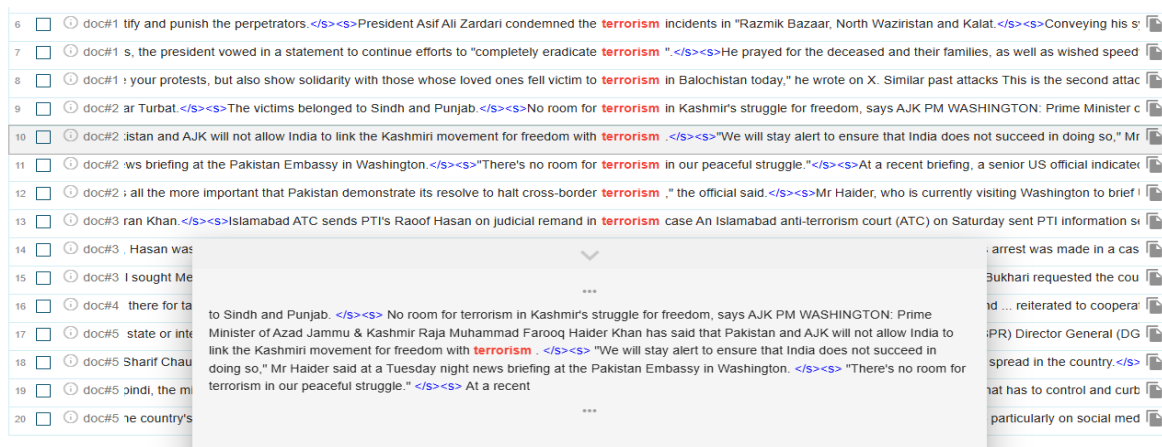 6 doc#1 tify and punish the perpetrators.</s><s>President Asif Ali Zardari condemned the terrorism incidents in "Razmik Bazaar, North Waziristan and Kalat.</s><s>Conveying his sy
7 doc#1 s, the president vowed in a statement to continue efforts to "completely eradicate terrorism ".</s><s>He prayed for the deceased and their families, as well as wished speed
8 doc#1 your protests, but also show solidarity with those whose loved ones fell victim to terrorism in Balochistan today," he wrote on X. Similar past attacks This is the second attac
9 doc#2 ar Turbat.</s><s>The victims belonged to Sindh and Punjab.</s><s>No room for terrorism in Kashmir's struggle for freedom, says AJK PM WASHINGTON: Prime Minister
10 doc#2 istan and AJK will not allow India to link the Kashmiri movement for freedom with terrorism .</s><s>"We will stay alert to ensure that India does not succeed in doing so," Mr
11 doc#2 ws briefing at the Pakistan Embassy in Washington.</s><s>"There's no room for terrorism in our peaceful struggle."</s><s>At a recent briefing, a senior US official indicated
12 doc#2 all the more important that Pakistan demonstrate its resolve to halt cross-border terrorism ," the official said.</s><s>Mr Haider, who is currently visiting Washington to brief
13 doc#3 ran Khan.</s><s>Islamabad ATC sends PTI's Raoof Hasan on judicial remand in terrorism case An Islamabad anti-terrorism court (ATC) on Saturday sent PTI information se
14 doc#3 . Hasan was arrest was made in a cas
15 doc#3 I sought Me Bukhari requested the cou
16 doc#4 there for ta nd ... reiterated to coopera
17 doc#5 state or inte SPR) Director General (DG
18 doc#5 Sharif Chau spread in the country.</s>
19 doc#5 pindi, the mi hat has to control and curb
20 doc#5 he country's particularly on social med
...
to Sindh and Punjab. </s><s> No room for terrorism in Kashmir's struggle for freedom, says AJK PM WASHINGTON: Prime
Minister of Azad Jammu & Kashmir Raja Muhammad Farooq Haider Khan has said that Pakistan and AJK will not allow India to
link the Kashmiri movement for freedom with terrorism . </s><s> "We will stay alert to ensure that India does not succeed in
doing so," Mr Haider said at a Tuesday night news briefing at the Pakistan Embassy in Washington. </s><s> "There's no room for
terrorism in our peaceful struggle." </s><s> At a recent
...